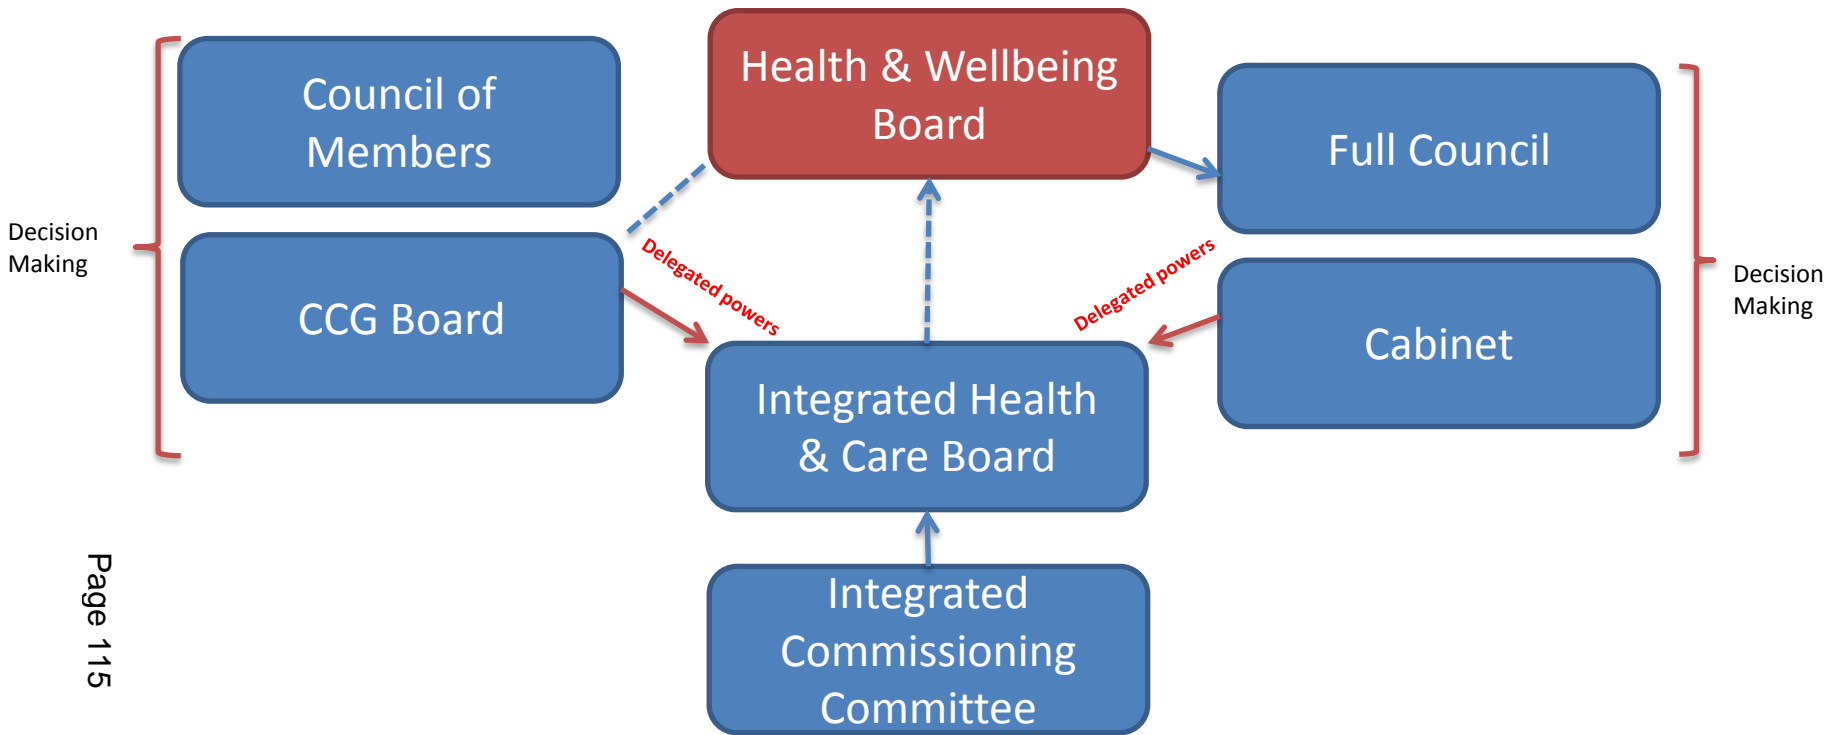 Council of
Members
Health & Wellbeing
Board
Full Council
Decision
Making
CCG Board
Delegated powers
Delegated powers
Cabinet
Decision
Making
Integrated Health
& Care Board
Integrated
Commissioning
Committee
Page 115